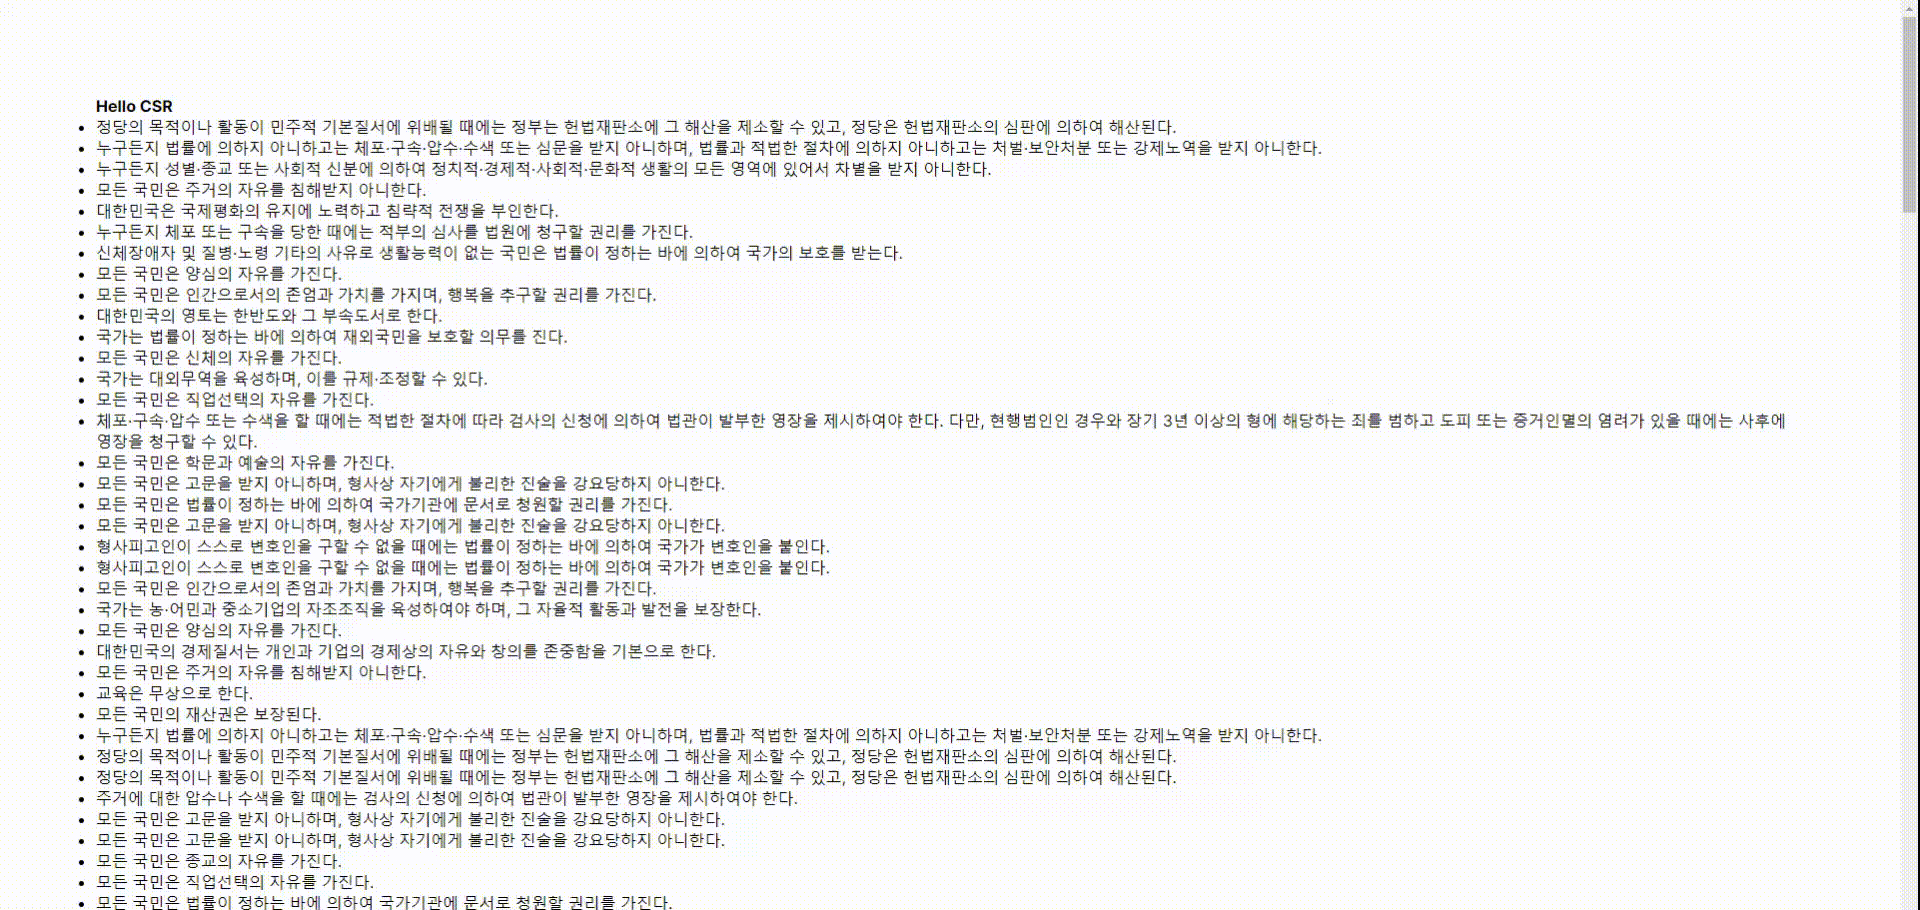 Hello CSR
정당의 목적이나 활동이 민주적 기본질서에 위배될 때에는 정부는 헌법재판소에 그 해산을 제소할 수 있고, 정당은 헌법재판소의 심판에 의하여 해산된다.
누구든지 법률에 의하지 아니하고는 체포·구속·압수·수색 또는 심문을 받지 아니하며, 법률과 적법한 절차에 의하지 아니하고는 처벌·보안처분 또는 강제노역을 받지 아니한다.
누구든지 성별·종교 또는 사회적 신분에 의하여 정치적·경제적·사회적·문화적 생활의 모든 영역에 있어서 차별을 받지 아니한다.
모든 국민은 주거의 자유를 침해받지 아니한다.
대한민국은 국제평화의 유지에 노력하고 침략적 전쟁을 부인한다.
누구든지 체포 또는 구속을 당한 때에는 적부의 심사를 법원에 청구할 권리를 가진다.
신체장애자 및 질병·노령 기타의 사유로 생활능력이 없는 국민은 법률이 정하는 바에 의하여 국가의 보호를 받는다.
모든 국민은 양심의 자유를 가진다.
모든 국민은 인간으로서의 존엄과 가치를 가지며, 행복을 추구할 권리를 가진다.
대한민국의 영토는 한반도와 그 부속도서로 한다.
국가는 법률이 정하는 바에 의하여 재외국민을 보호할 의무를 진다.
모든 국민은 신체의 자유를 가진다.
국가는 대외무역을 육성하며, 이를 규제·조정할 수 있다.
모든 국민은 직업선택의 자유를 가진다.
체포·구속·압수 또는 수색을 할 때에는 적법한 절차에 따라 검사의 신청에 의하여 법관이 발부한 영장을 제시하여야 한다. 다만, 현행범인인 경우와 장기 3년 이상의 형에 해당하는 죄를 범하고 도피 또는 증거인멸의 염려가 있을 때에는 사후에
영장을 청구할 수 있다.
모든 국민은 학문과 예술의 자유를 가진다.
모든 국민은 고문을 받지 아니하며, 형사상 자기에게 불리한 진술을 강요당하지 아니한다.
모든 국민은 법률이 정하는 바에 의하여 국가기관에 문서로 청원할 권리를 가진다.
모든 국민은 고문을 받지 아니하며, 형사상 자기에게 불리한 진술을 강요당하지 아니한다.
형사피고인이 스스로 변호인을 구할 수 없을 때에는 법률이 정하는 바에 의하여 국가가 변호인을 붙인다.
형사피고인이 스스로 변호인을 구할 수 없을 때에는 법률이 정하는 바에 의하여 국가가 변호인을 붙인다.
모든 국민은 인간으로서의 존엄과 가치를 가지며, 행복을 추구할 권리를 가진다.
국가는 농·어민과 중소기업의 자조조직을 육성하여야 하며, 그 자율적 활동과 발전을 보장한다.
모든 국민은 양심의 자유를 가진다.
대한민국의 경제질서는 개인과 기업의 경제상의 자유와 창의를 존중함을 기본으로 한다.
모든 국민은 주거의 자유를 침해받지 아니한다.
교육은 무상으로 한다.
모든 국민의 재산권은 보장된다.
누구든지 법률에 의하지 아니하고는 체포·구속·압수·수색 또는 심문을 받지 아니하며, 법률과 적법한 절차에 의하지 아니하고는 처벌·보안처분 또는 강제노역을 받지 아니한다.
정당의 목적이나 활동이 민주적 기본질서에 위배될 때에는 정부는 헌법재판소에 그 해산을 제소할 수 있고, 정당은 헌법재판소의 심판에 의하여 해산된다.
정당의 목적이나 활동이 민주적 기본질서에 위배될 때에는 정부는 헌법재판소에 그 해산을 제소할 수 있고, 정당은 헌법재판소의 심판에 의하여 해산된다.
주거에 대한 압수나 수색을 할 때에는 검사의 신청에 의하여 법관이 발부한 영장을 제시하여야 한다.
모든 국민은 고문을 받지 아니하며, 형사상 자기에게 불리한 진술을 강요당하지 아니한다.
모든 국민은 고문을 받지 아니하며, 형사상 자기에게 불리한 진술을 강요당하지 아니한다.
모든 국민은 종교의 자유를 가진다.
모든 국민은 직업선택의 자유를 가진다.
모든 국민은 법률이 정하는 바에 의하여 국가기관에 문서로 청원할 권리를 가진다.